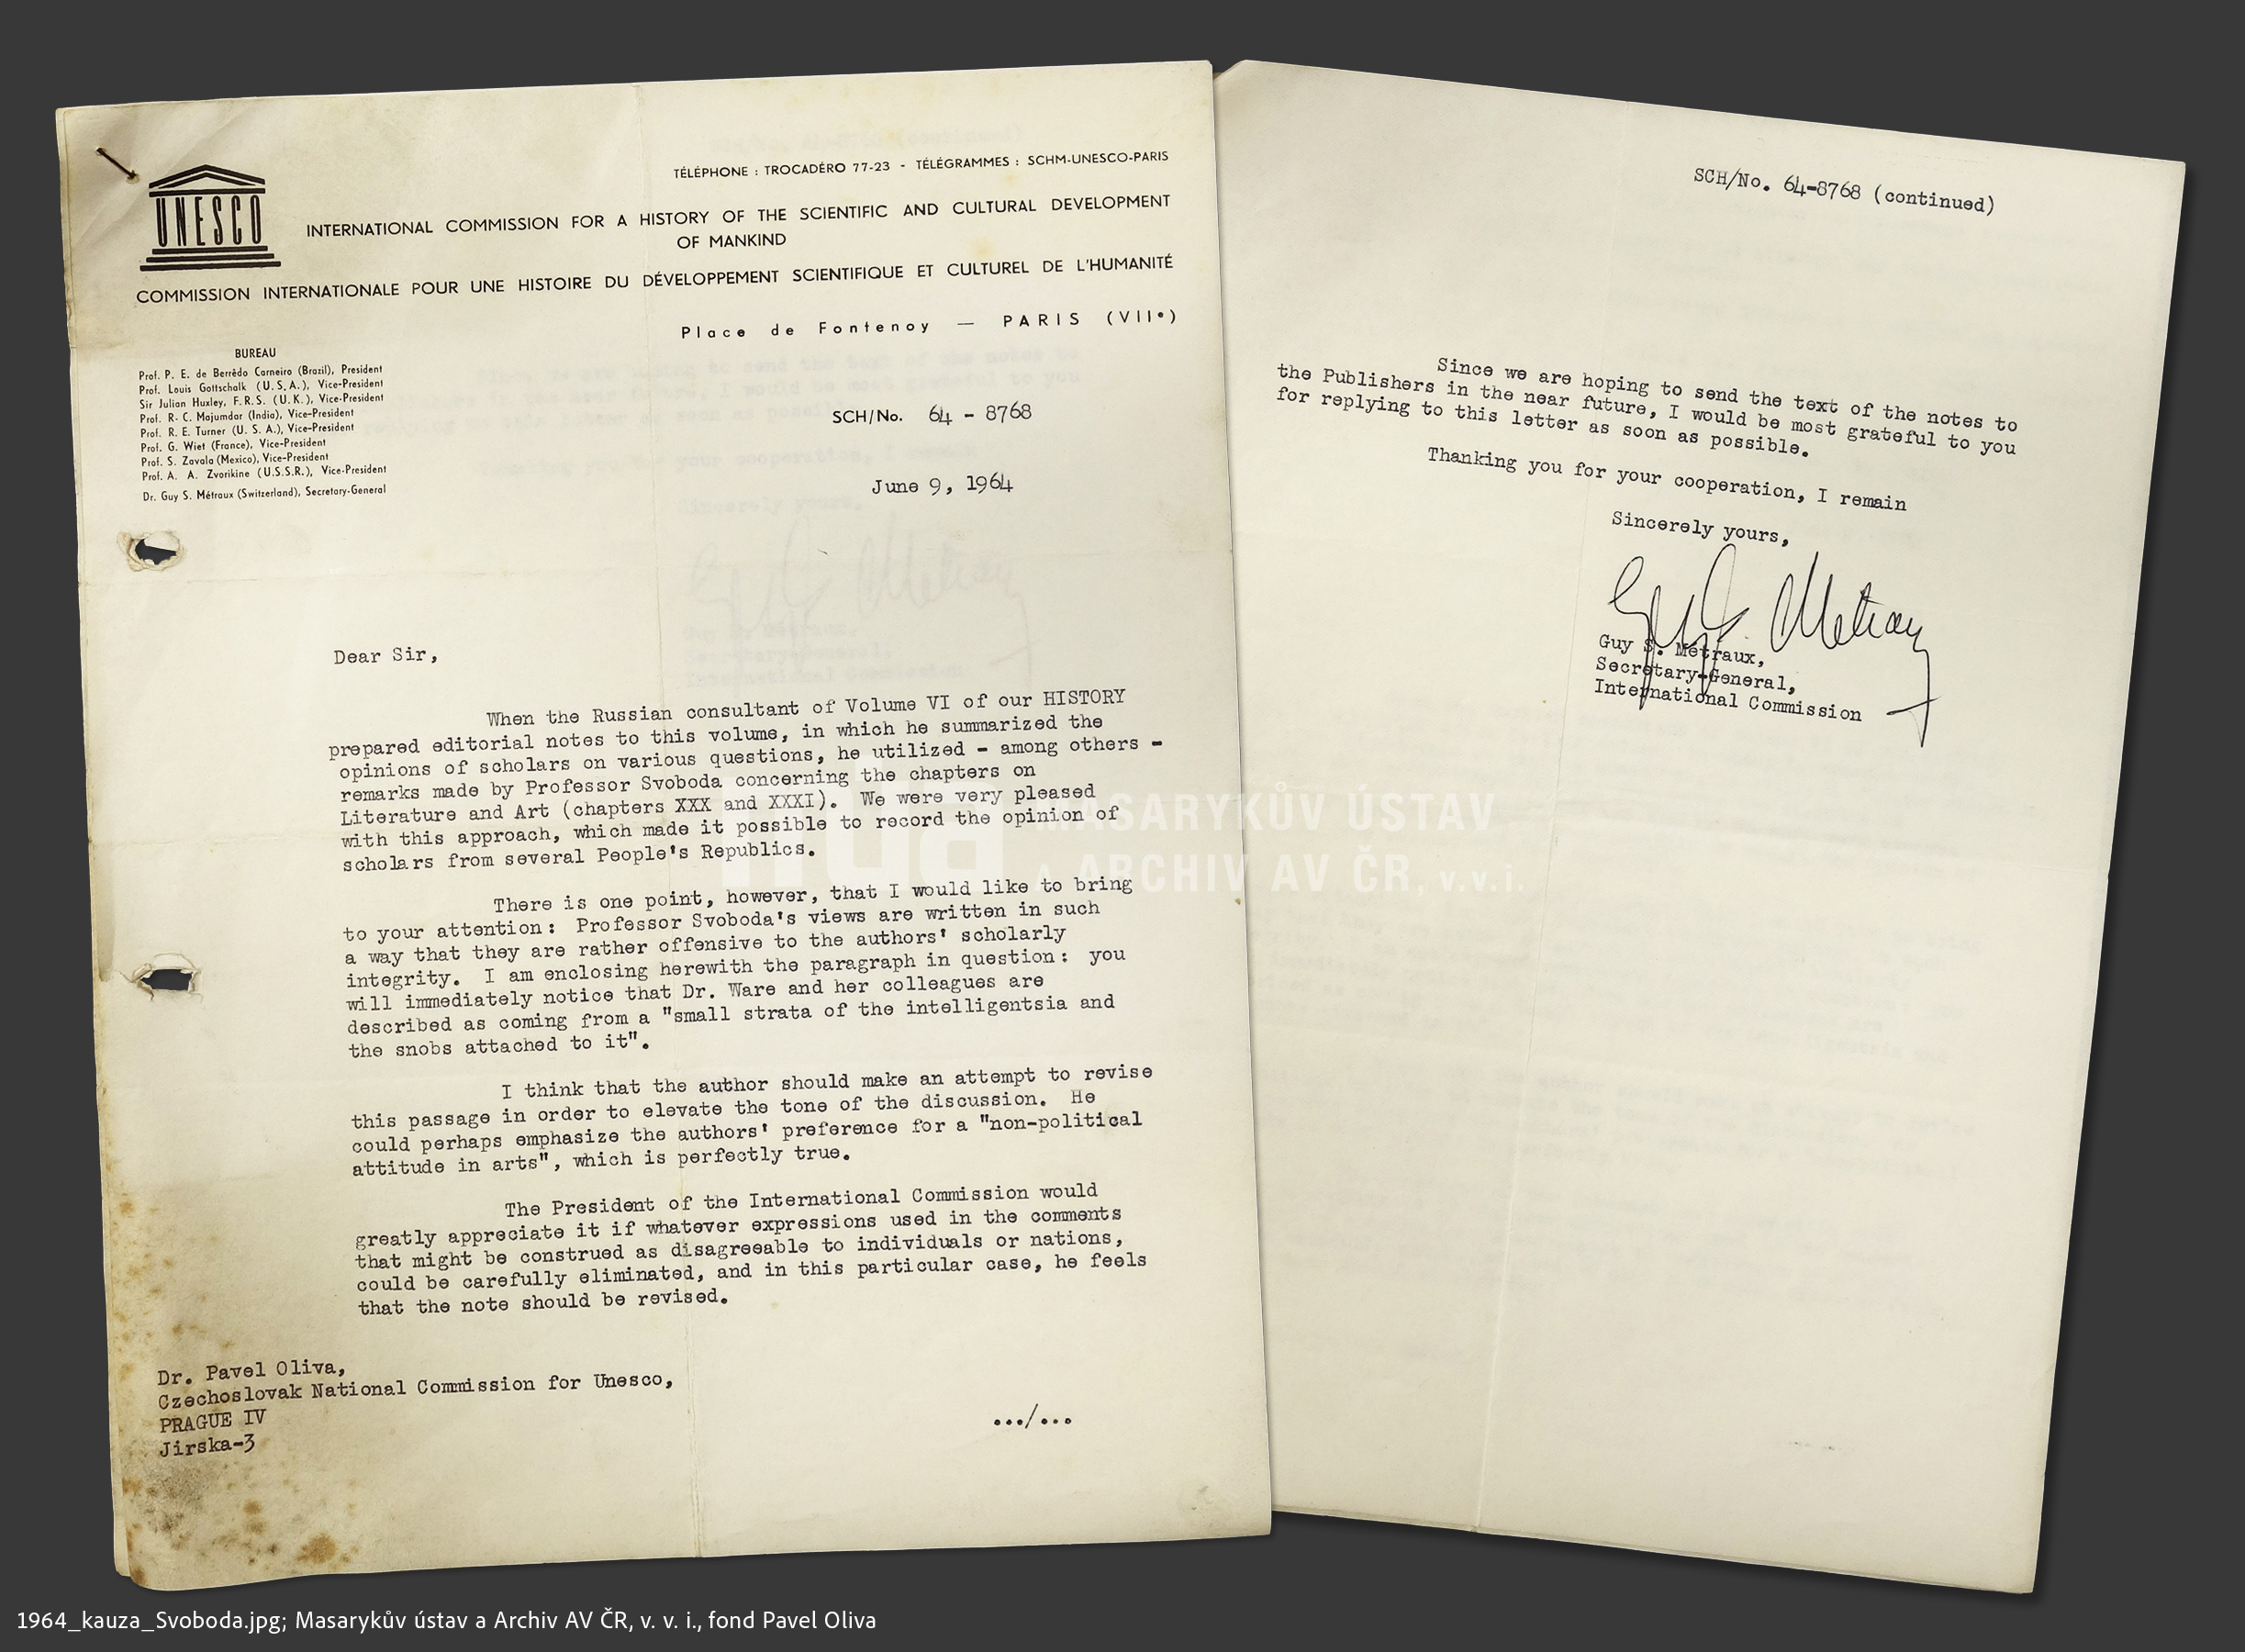 UNESCO
TÉLÉPHONE : TROCADÉRO 77-23 - TÉLÉGRAMMES : SCHM-UNESCO-PARIS
INTERNATIONAL COMMISSION FOR A HISTORY OF THE SCIENTIFIC AND CULTURAL DEVELOPMENT
OF MANKIND
COMMISSION INTERNATIONALE POUR UNE HISTOIRE DU DÉVELOPPEMENT SCIENTIFIQUE ET CULTUREL DE L'HUMANITÉ
Place de Fontenoy — PARIS (VIIe)
BUREAU
Prof. P. E. de Berrêdo Carneiro (Brazil), President
Prof. Louis Gottschalk (U.S.A.), Vice-President
Sir Julian Huxley, F.R.S. (U.K.), Vice-President
Prof. R- C. Majumdar (India), Vice-President
Prof. R. E. Turner (U. S. A.), Vice-President
Prof. G. Wiet (France), Vice-President
Prof. S. Zavala (Mexico), Vice-President
Prof. A. A. Zvorikine (U.S.S.R.), Vice-President
Dr. Guy S. Métraux (Switzerland), Secretary-General
SCH/No. 64 - 8768
June 9, 1964
Dear Sir,
When the Russian consultant of Volume VI of our HISTORY
prepared editorial notes to this volume, in which he summarized the
opinions of scholars on various questions, he utilized - among others -
remarks made by Professor Svoboda concerning the chapters on
Literature and Art (chapters XXX and XXXI). We were very pleased
with this approach, which made it possible to record the opinion of
scholars from several People's Republics.
There is one point, however, that I would like to bring
to your attention: Professor Svoboda's views are written in such
a way that they are rather offensive to the authors' scholarly
integrity. I am enclosing herewith the paragraph in question: you
will immediately notice that Dr. Ware and her colleagues are
described as coming from a "small strata of the intelligentsia and
the snobs attached to it".
I think that the author should make an attempt to revise
this passage in order to elevate the tone of the discussion. He
could perhaps emphasize the authors' preference for a "non-political
attitude in arts", which is perfectly true.
The President of the International Commission would
greatly appreciate it if whatever expressions used in the comments
that might be construed as disagreeable to individuals or nations,
could be carefully eliminated, and in this particular case, he feels
that the note should be revised.
Dr. Pavel Oliva,
Czechoslovak National Commission for Unesco,
PRAGUE IV
Jirska-3
.../...
SCH/No. 64-8768 (continued)
Since we are hoping to send the text of the notes to
the Publishers in the near future, I would be most grateful to you
for replying to this letter as soon as possible.
Thanking you for your cooperation, I remain
Sincerely yours,
Guy S. Metraux
Guy S. Métraux,
Secretary-General,
International Commission
MASARYKŮV ÚSTAV
A ARCHIV AV ČR, v.v.i.
1964_kauza_Svoboda.jpg; Masarykův ústav a Archiv AV ČR, v. v. i., fond Pavel Oliva